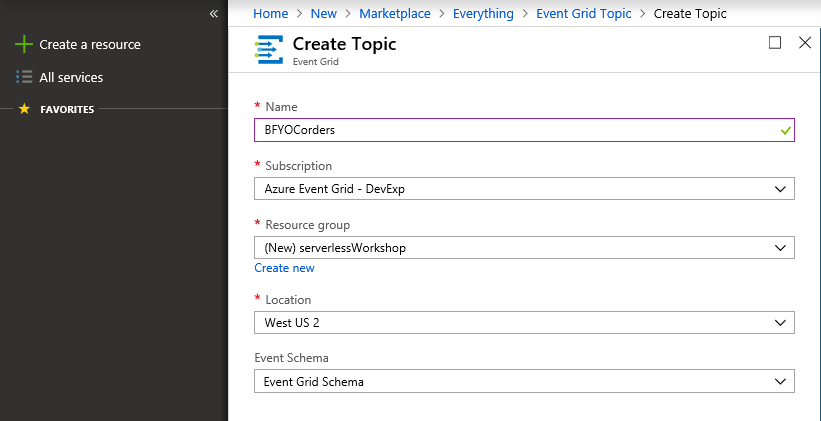 «
Create a resource
All services
FAVORITES
Home > New > Marketplace > Everything > Event Grid Topic > Create Topic
Create Topic
Event Grid
* Name
BFYOCorders
* Subscription
Azure Event Grid - DevExp
* Resource group
(New) serverlessWorkshop
Create new
* Location
West US 2
Event Schema
Event Grid Schema